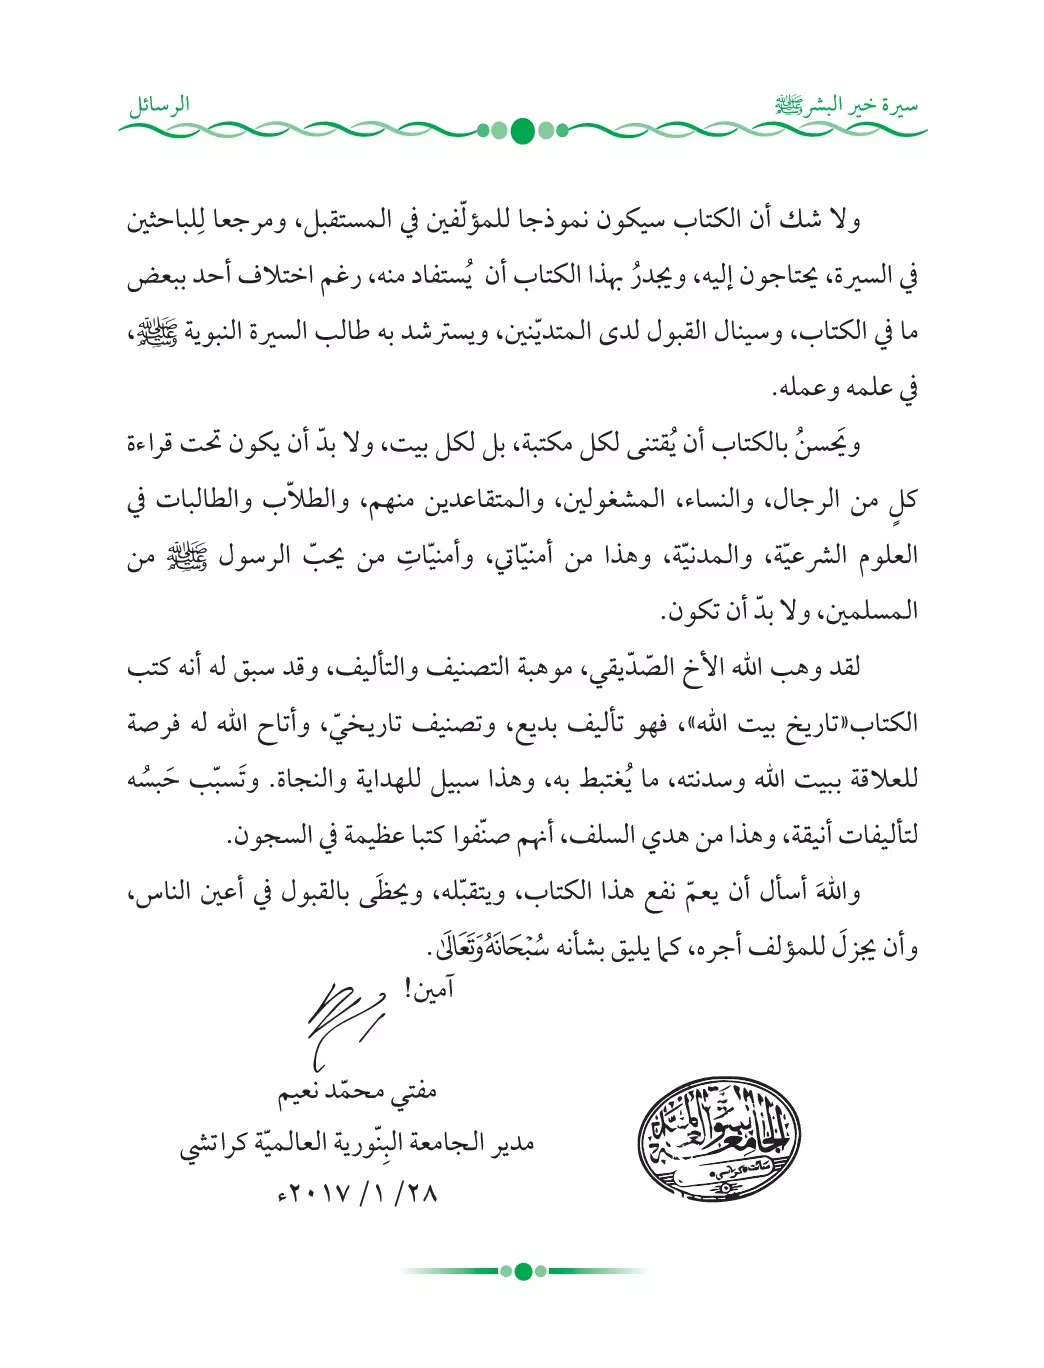 سيرة خير البشر ﷺ
الرسائل
ولا شك أن الكتاب سيكون نموذجا للمؤلّفين في المستقبل، ومرجعا لِلباحثين
في السيرة، يحتاجون إليه، ويجدرُ بهذا الكتاب أن يُستفاد منه، رغم اختلاف أحد ببعض
ما في الكتاب، وسينال القبول لدى المتديّنين، ويسترشد به طالب السيرة النبوية ﷺ،
في علمه وعمله.
ويَحسنُ بالكتاب أن يُقتنى لكل مكتبة، بل لكل بيت، ولا بدّ أن يكون تحت قراءة
كلٍ من الرجال، والنساء، المشغولين، والمتقاعدين منهم، والطلاّب والطالبات في
العلوم الشرعيّة، والمدنيّة، وهذا من أمنيّاتي، وأمنيّاتِ من يحبّ الرسول ﷺ من
المسلمين، ولا بدّ أن تكون.
لقد وهب الله الأخ الصّدّيقي، موهبة التصنيف والتأليف، وقد سبق له أنه كتب
الكتاب«تاريخ بيت الله»، فهو تأليف بديع، وتصنيف تاريخيّ، وأتاح الله له فرصة
للعلاقة ببيت الله وسدنته، ما يُغتبط به، وهذا سبيل للهداية والنجاة. وتَسبّب حَبسُه
لتأليفات أنيقة، وهذا من هدي السلف، أنهم صنّفوا كتبا عظيمة في السجون.
واللهَ أسأل أن يعمّ نفع هذا الكتاب، ويتقبّله، ويحظَى بالقبول في أعين الناس،
وأن يجزلَ للمؤلف أجره، كما يليق بشأنه سُبْحَانَهُ وَتَعَالَىٰ.
آمين!
مفتي محمّد نعيم
مدير الجامعة البِنّورية العالميّة كراتشي
٢٨/ ١/ ٢٠١٧ء